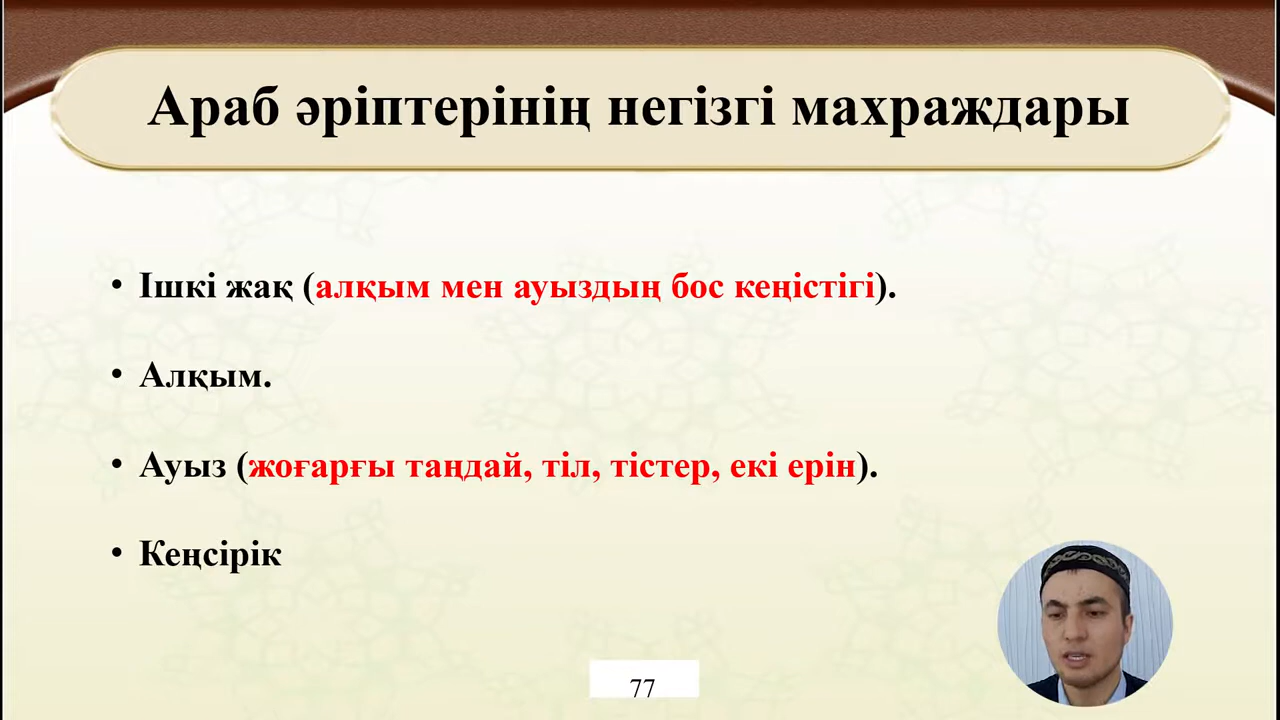 Араб әріптерінің негізгі махраждары
• Ішкі жақ (алқым мен ауыздың бос кеңістігі).
• Алқым.
• Ауыз (жоғарғы таңдай, тіл, тістер, екі ерін).
• Кеңсірік
77